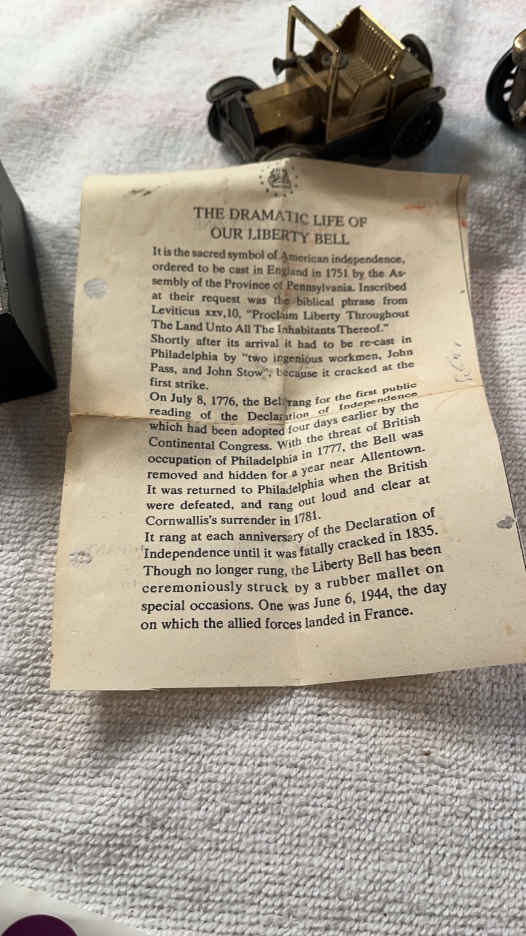 THE DRAMATIC LIFE OF
OUR LIBERTY BELL
It is the sacred symbol of American independence,
ordered to be cast in England in 1751 by the As-
sembly of the Province of Pennsylvania. Inscribed
at their request was the biblical phrase from
Leviticus xxv,10, "Proclaim Liberty Throughout
The Land Unto All The Inhabitants Thereof."
Shortly after its arrival it had to be re-cast in
Philadelphia by "two ingenious workmen, John
Pass, and John Stow", because it cracked at the
first strike.
On July 8, 1776, the Bell rang for the first public
reading of the Declaration of Independence
which had been adopted four days earlier by the
Continental Congress. With the threat of British
occupation of Philadelphia in 1777, the Bell was
removed and hidden for a year near Allentown.
It was returned to Philadelphia when the British
were defeated, and rang out loud and clear at
Cornwallis's surrender in 1781.
It rang at each anniversary of the Declaration of
Independence until it was fatally cracked in 1835.
Though no longer rung, the Liberty Bell has been
ceremoniously struck by a rubber mallet on
special occasions. One was June 6, 1944, the day
on which the allied forces landed in France.